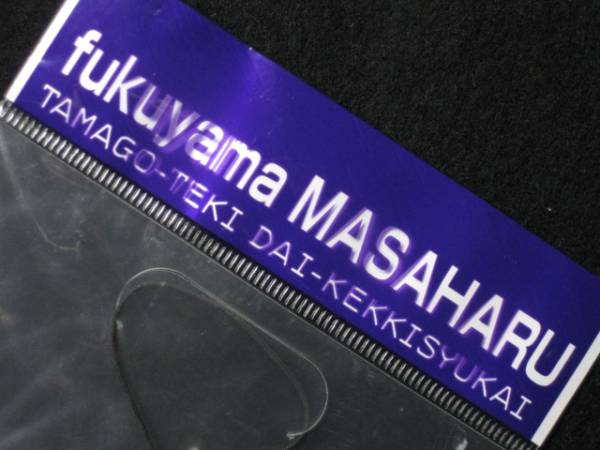 fukuyama MASAHARU
TAMAGO-TEKI DAI-KEKKISYUKAI